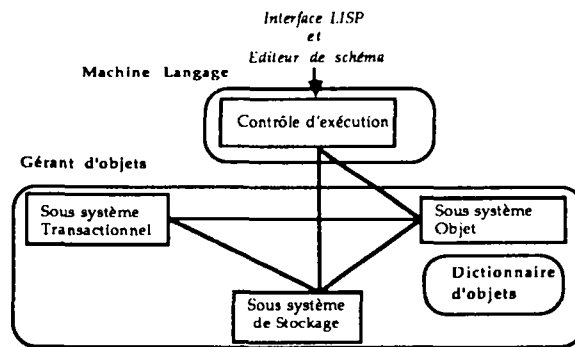 Interface LISP
et
Editeur de schéma
Machine Langage
Contrôle d'exécution
Gérant d'objets
Sous système
Transactionnel
Sous système
Objet
Dictionnaire
d'objets
Sous système
de Stockage